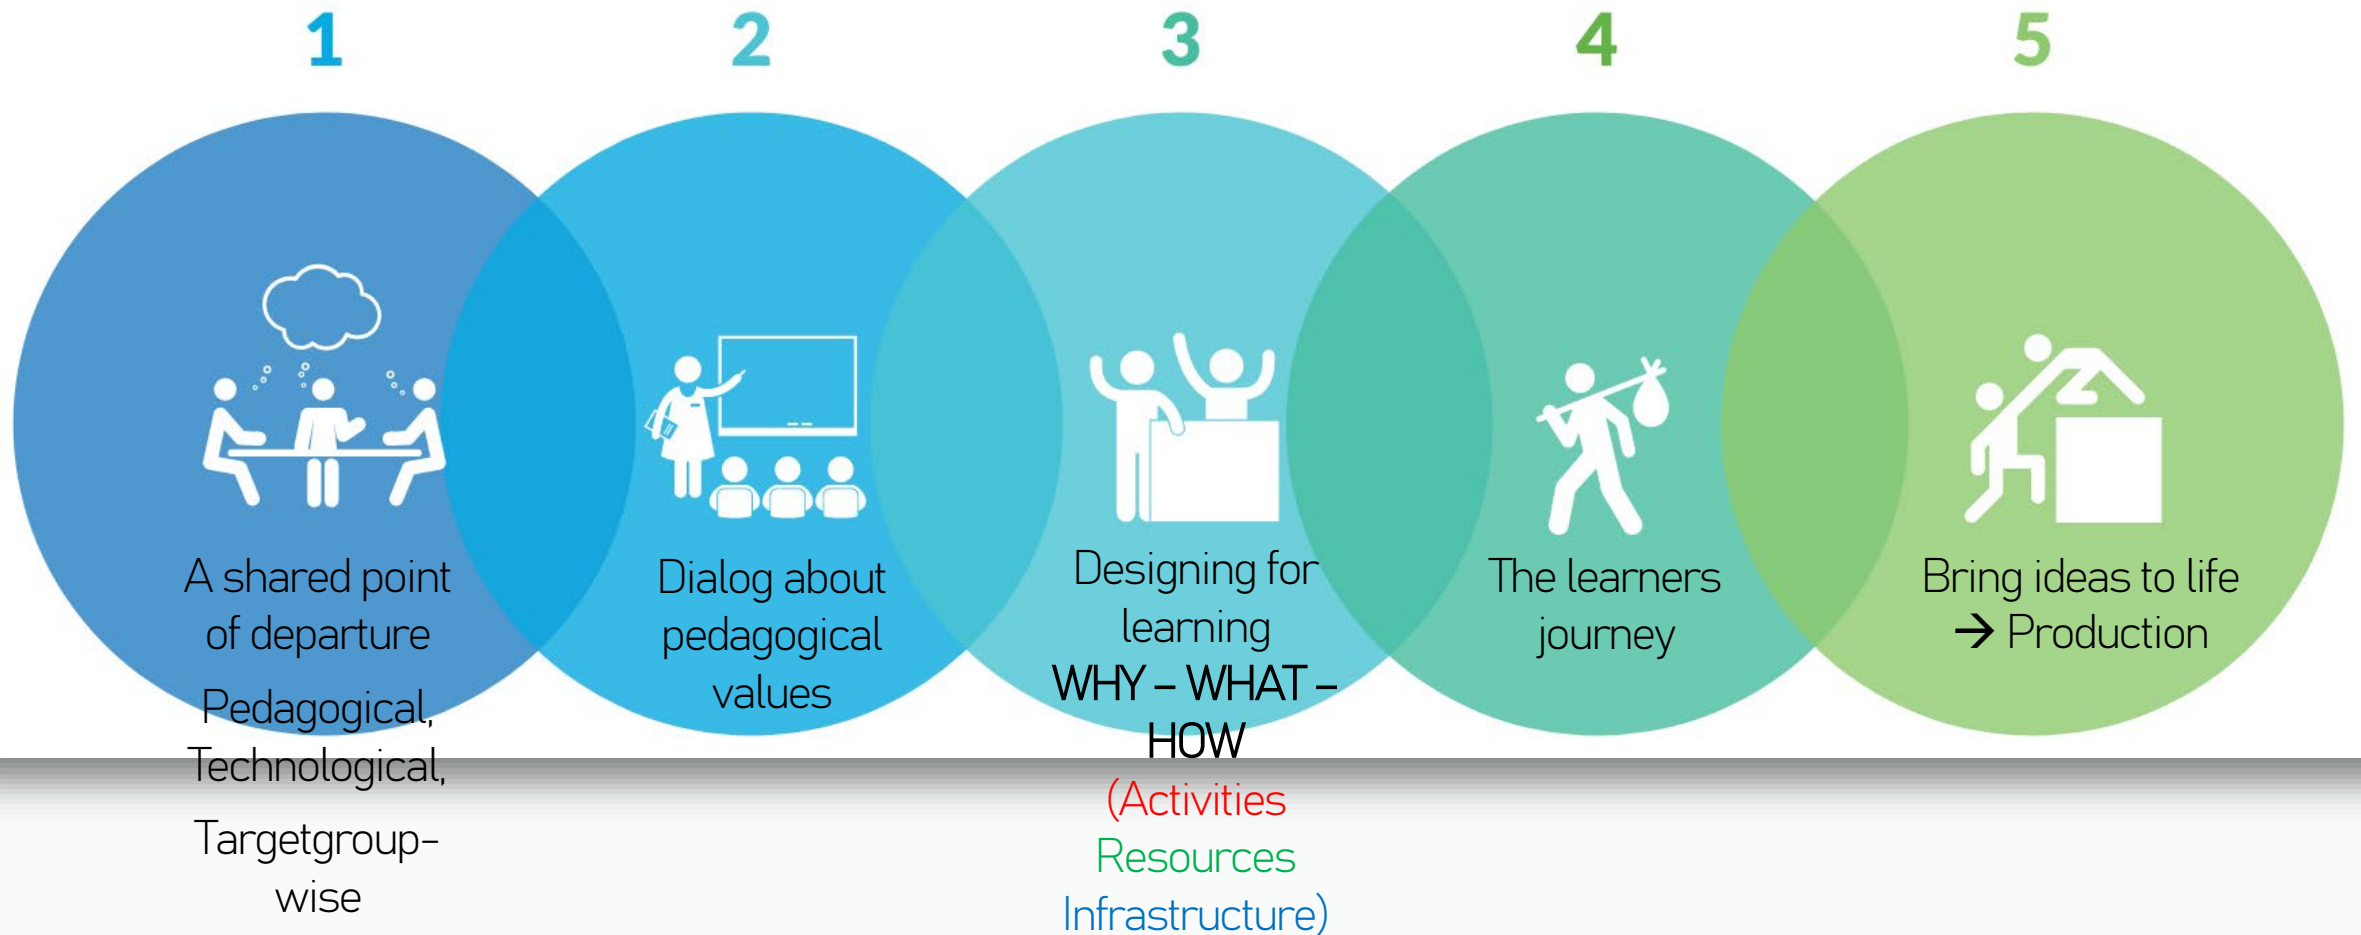 1
2
3
4
5
A shared point
of departure
Pedagogical,
Technological,
Targetgroup-
wise
Dialog about
pedagogical
values
Designing for
learning
WHY – WHAT –
HOW
(Activities
Resources
Infrastructure)
The learners
journey
Bring ideas to life
→ Production